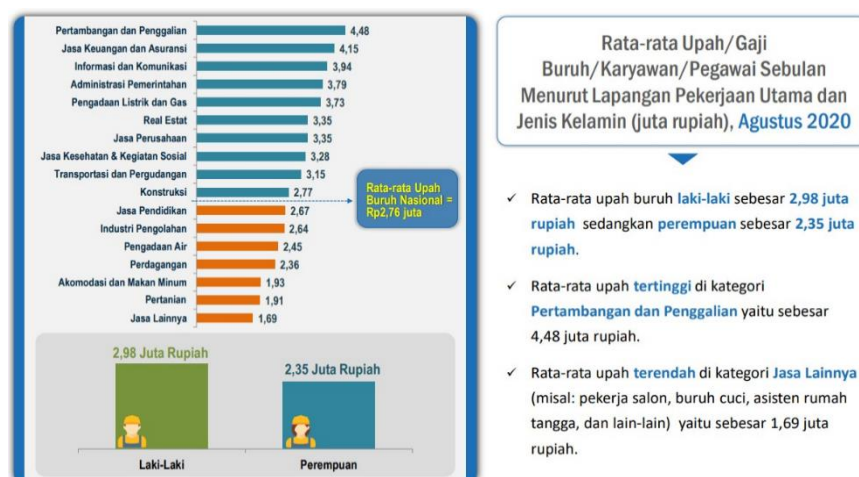 Pertambangan dan Penggalian 4,48
Jasa Keuangan dan Asuransi 4,15
Informasi dan Komunikasi 3,94
Administrasi Pemerintahan 3,79
Pengadaan Listrik dan Gas 3,73
Real Estat 3,35
Jasa Perusahaan 3,35
Jasa Kesehatan & Kegiatan Sosial 3,28
Transportasi dan Pergudangan 3,15
Konstruksi 2,77
Jasa Pendidikan 2,67
Industri Pengolahan 2,64
Pengadaan Air 2,45
Perdagangan 2,36
Akomodasi dan Makan Minum 1,93
Pertanian 1,91
Jasa Lainnya 1,69
Rata-rata Upah
Buruh Nasional =
Rp2,76 juta
2,98 Juta Rupiah
2,35 Juta Rupiah
Laki-Laki
Perempuan
Rata-rata Upah/Gaji
Buruh/Karyawan/Pegawai Sebulan
Menurut Lapangan Pekerjaan Utama dan
Jenis Kelamin (juta rupiah), Agustus 2020
✓ Rata-rata upah buruh laki-laki sebesar 2,98 juta
rupiah sedangkan perempuan sebesar 2,35 juta
rupiah.
✓ Rata-rata upah tertinggi di kategori
Pertambangan dan Penggalian yaitu sebesar
4,48 juta rupiah.
✓ Rata-rata upah terendah di kategori Jasa Lainnya
(misal: pekerja salon, buruh cuci, asisten rumah
tangga, dan lain-lain) yaitu sebesar 1,69 juta
rupiah.